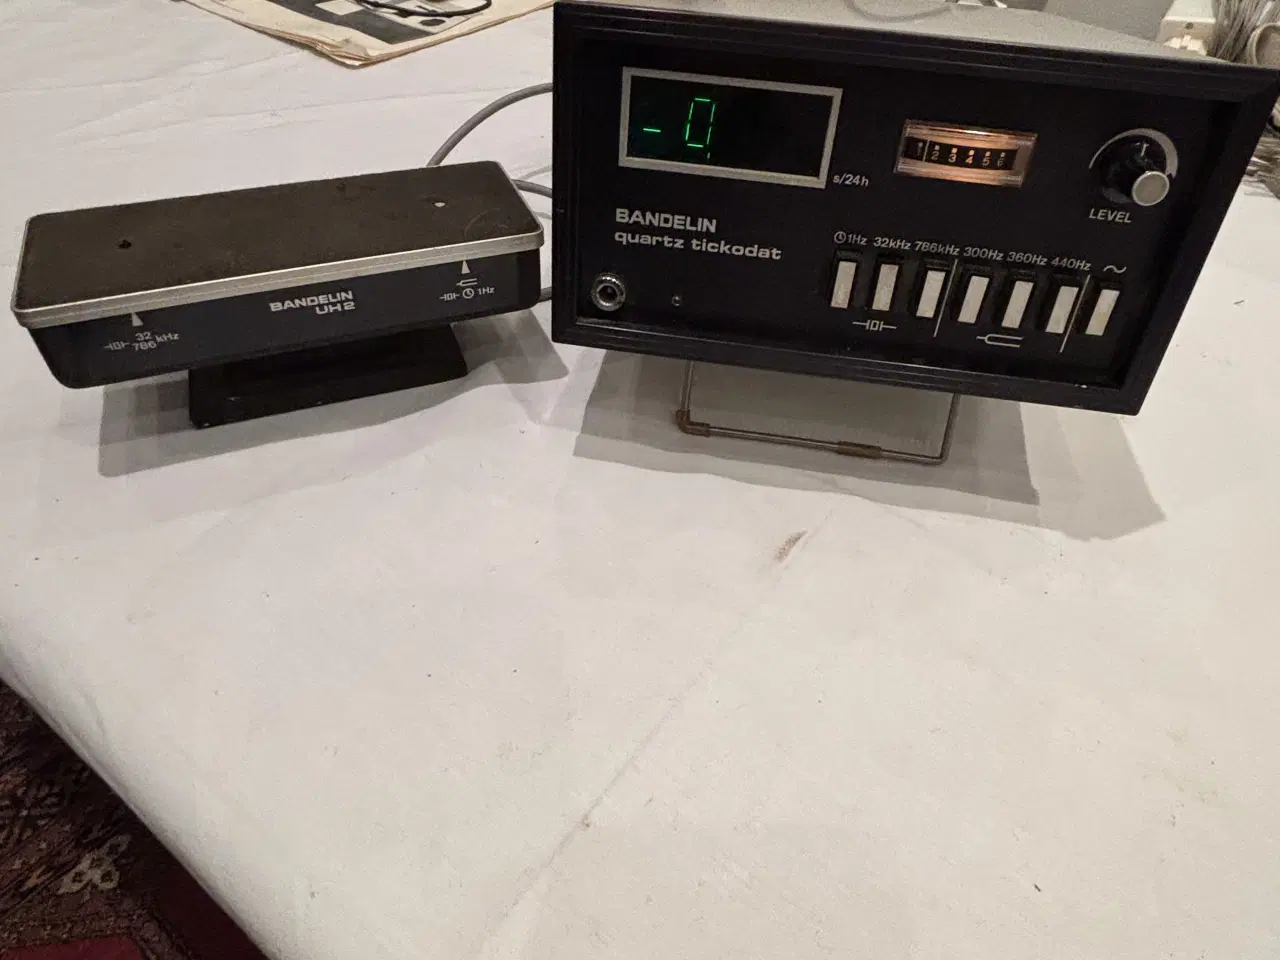 - 0
s/24h
1 2 3 4 5 6
LEVEL
BANDELIN
quartz tickodat
1Hz 32kHz 786kHz 300Hz 360Hz 440Hz ~
BANDELIN
UH2
32
786 kHz
1Hz